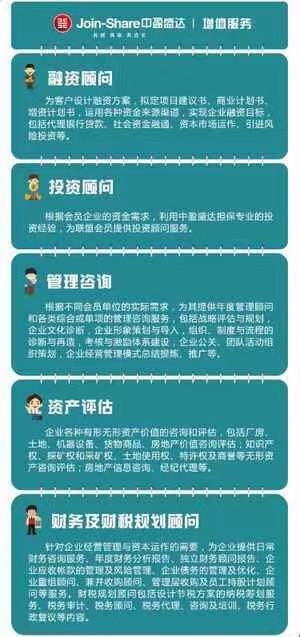 Join-Share中盈盛达 | 增值服务
共创 共赢 共成长
融资顾问
为客户设计融资方案，拟定项目建议书、商业计划书、
增资计划书，运用各种资金来源渠道，实现企业融资目标，
包括代理银行贷款、社会资金融通、资本市场运作、引进风
险投资等。
投资顾问
根据会员企业的资金需求，利用中盈盛达担保专业的投
资经验，为联盟会员提供投资顾问服务。
管理咨询
根据不同会员单位的实际需求，为其提供年度管理顾问
和各类综合或单项的管理咨询服务，包括战略评估与规划，
企业文化诊断，企业形象策划与导入，组织、制度与流程的
诊断与再造，考核与激励体系建设，企业公关、团队活动组
织策划，企业经营管理模式总结提炼、推广等。
资产评估
企业各种有形无形资产价值的咨询和评估，包括厂房、
土地、机器设备、货物商品、房地产价值咨询评估；知识产
权、探矿权和采矿权、土地使用权、特许权及商誉等无形资
产咨询评估；房地产信息咨询、经纪代理等。
财务及财税规划顾问
针对企业经营管理与资本运作的需要，为企业提供日常
财务咨询服务、年度财务分析报告、独立财务顾问报告、企
业应收帐款的管理及风险管理、企业债务的管理及优化、企
业重组顾问、兼并收购顾问、管理层收购及员工持股计划顾
问等服务。财税规划顾问包括设计节税方案的纳税筹划服
务、税务审计、税务顾问、税务代理、咨询及培训、税务行
政复议等内容。